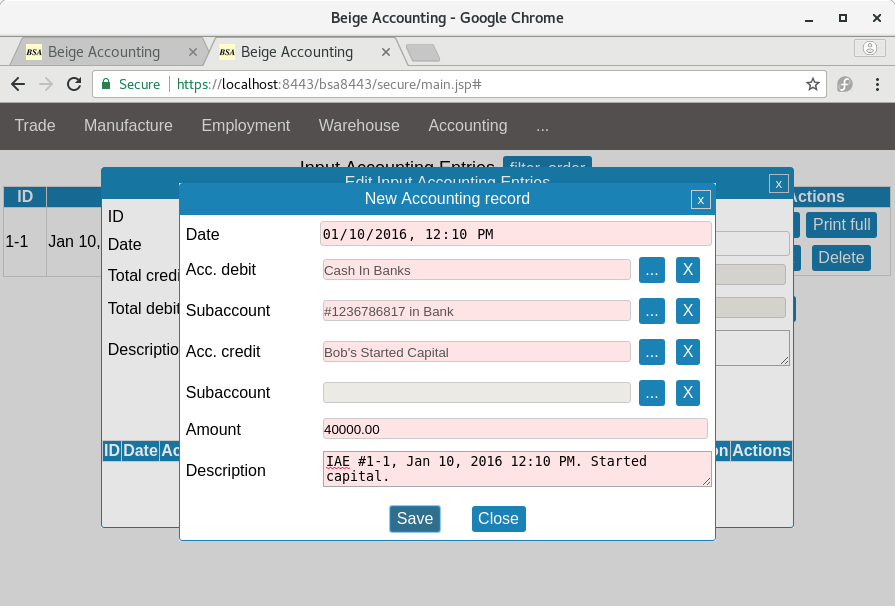 Beige Accounting - Google Chrome
BSA Beige Accounting
BSA Beige Accounting
Secure https://localhost:8443/bsa8443/secure/main.jsp#
Trade Manufacture Employment Warehouse Accounting ...
Input Accounting Entries filter, order
Edit Input Accounting Entries x
ID Actions
1-1 Jan 10, Print full
Delete
ID
Date
Total credi
Total debit
Descriptio
ID Date Ac on Actions
New Accounting record x
Date 01/10/2016, 12:10 PM
Acc. debit Cash In Banks ... X
Subaccount #1236786817 in Bank ... X
Acc. credit Bob's Started Capital ... X
Subaccount ... X
Amount 40000.00
Description IAE #1-1, Jan 10, 2016 12:10 PM. Started
capital.
Save Close